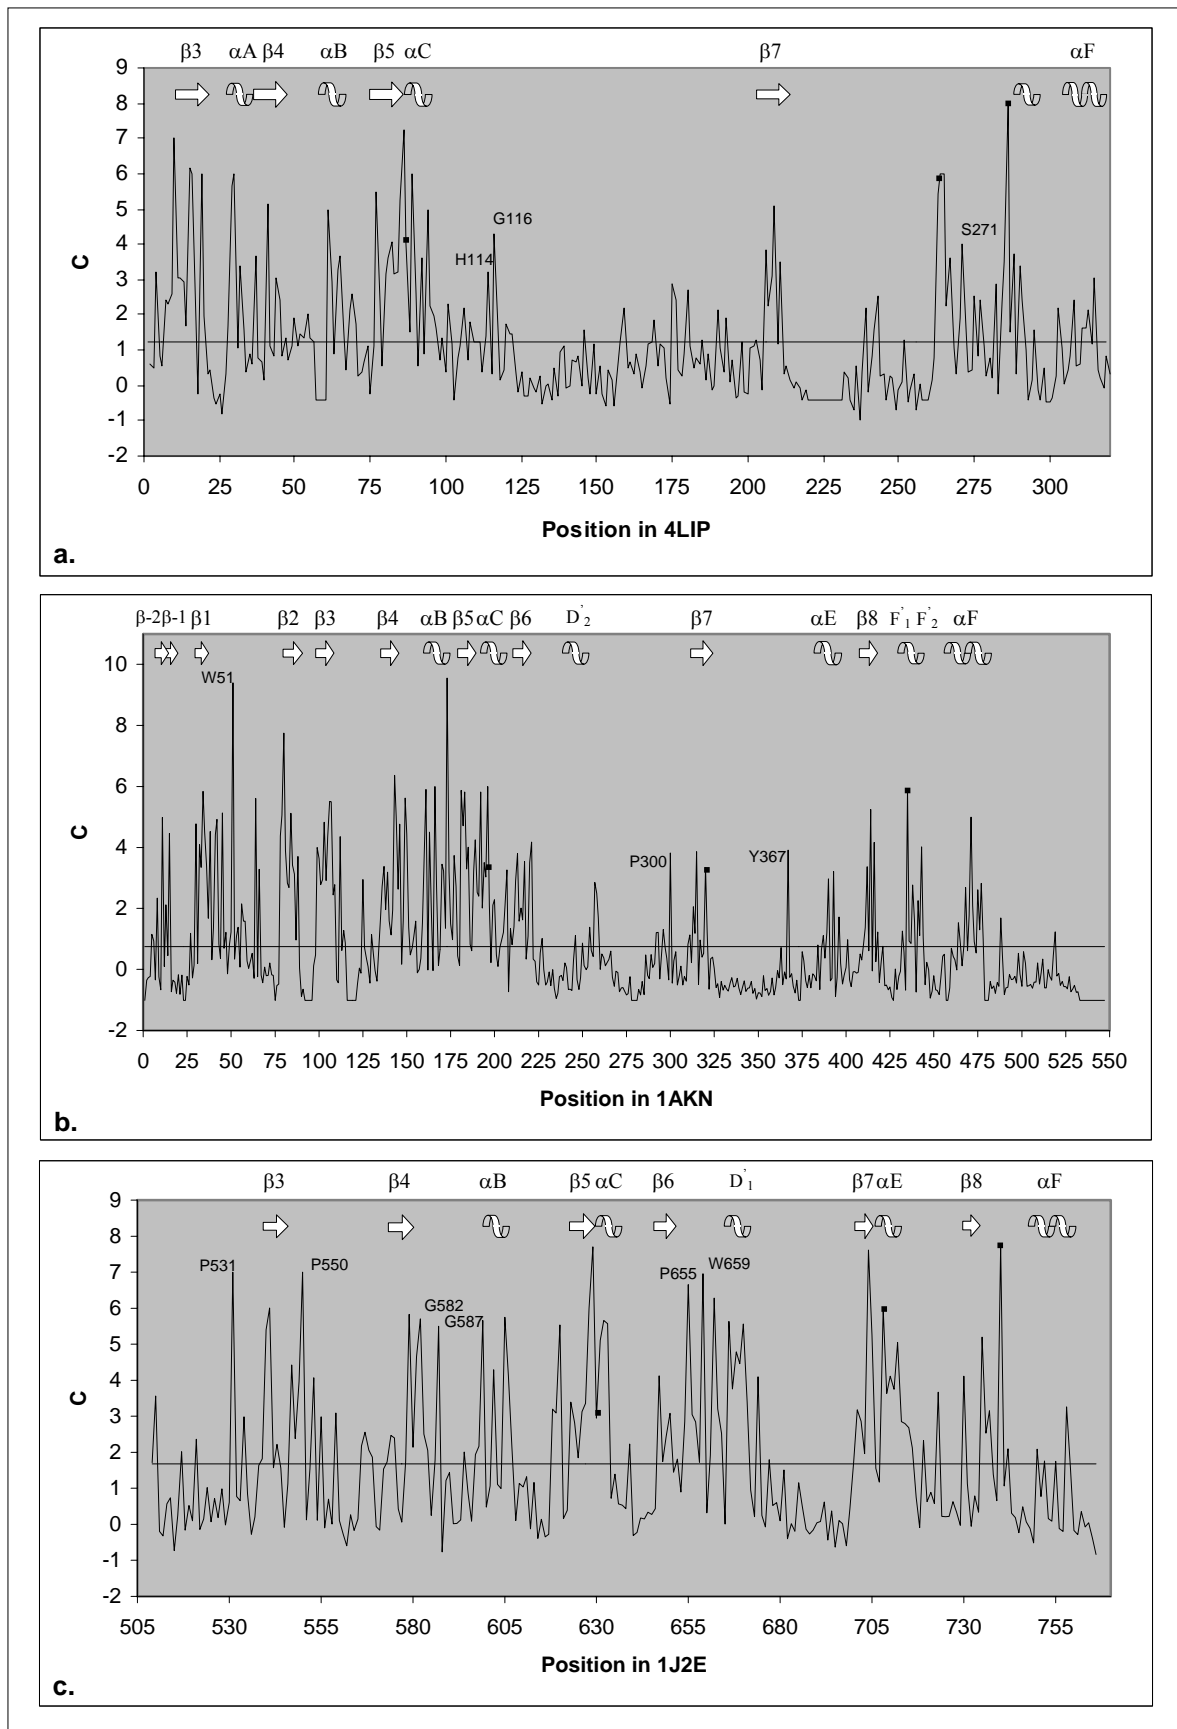 β3 αA β4 αB β5 αC β7 αF
9
8
7
6
5
4
3
2
1
0
-1
-2
C
G116
H114
S271
0 25 50 75 100 125 150 175 200 225 250 275 300
Position in 4LIP
a.
β-2 β-1 β1 β2 β3 β4 αB β5 αC β6 D'2 β7 αE β8 F'1 F'2 αF
10
8
6
4
2
0
-2
C
W51
P300
Y367
0 25 50 75 100 125 150 175 200 225 250 275 300 325 350 375 400 425 450 475 500 525 550
Position in 1AKN
b.
β3 β4 αB β5 αC β6 D'1 β7 αE β8 αF
9
8
7
6
5
4
3
2
1
0
-1
-2
C
P531
P550
G582
G587
P655
W659
505 530 555 580 605 630 655 680 705 730 755
Position in 1J2E
c.